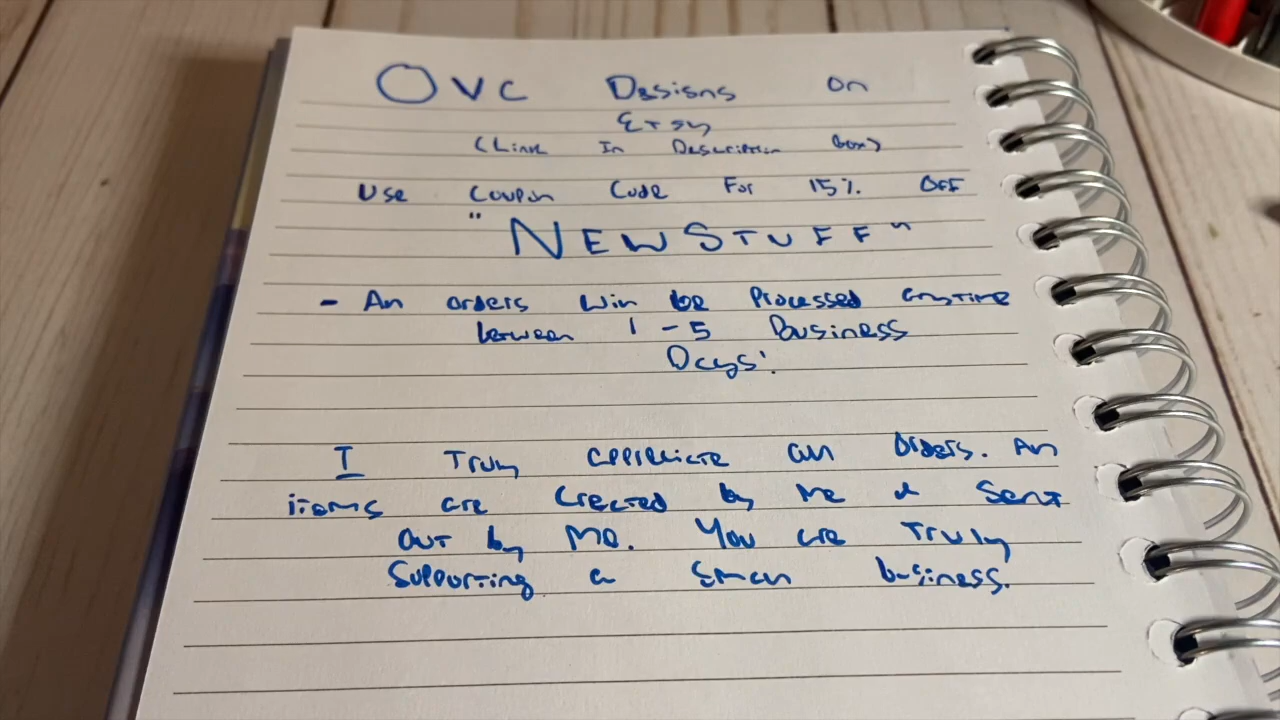 OVC Designs on
Etsy
(Link In Description Box)
Use Coupon Code For 15% OFF
"NEWSTUFF"
- All orders will be Processed anytime
between 1-5 Business
Days!
I Truly appreciate all orders. All
items are created by me & Sent
out by Me. You are Truly
Supporting a small business.